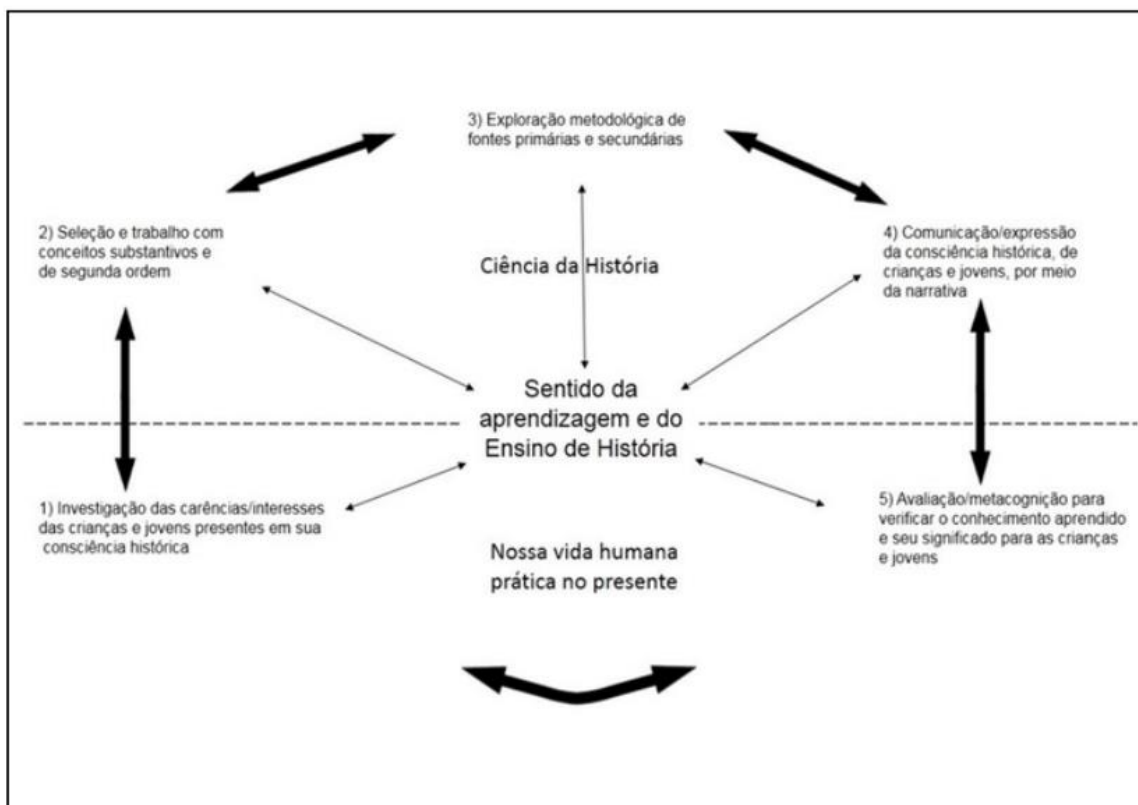 3) Exploração metodológica de
fontes primárias e secundárias
2) Seleção e trabalho com
conceitos substantivos e
de segunda ordem
4) Comunicação/expressão
da consciência histórica, de
crianças e jovens, por meio
da narrativa
Ciência da História
Sentido da
aprendizagem e do
Ensino de História
1) Investigação das carências/interesses
das crianças e jovens presentes em sua
consciência histórica
5) Avaliação/metacognição para
verificar o conhecimento aprendido
e seu significado para as crianças
e jovens
Nossa vida humana
prática no presente